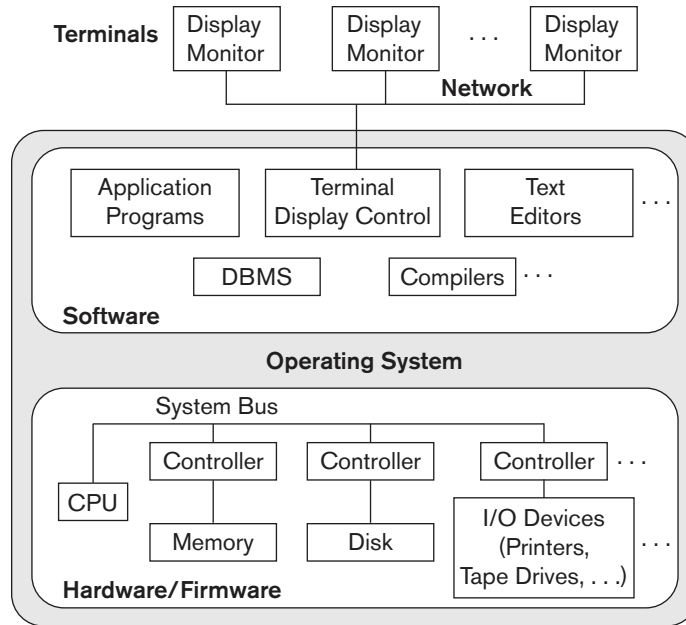 Terminals
Display
Monitor
Display
Monitor
. . .
Display
Monitor
Network
Application
Programs
Terminal
Display Control
Text
Editors
. . .
DBMS
Compilers
. . .
Software
Operating System
System Bus
Controller
Controller
Controller
. . .
CPU
Memory
Disk
I/O Devices
(Printers,
Tape Drives, . . .)
. . .
Hardware/Firmware